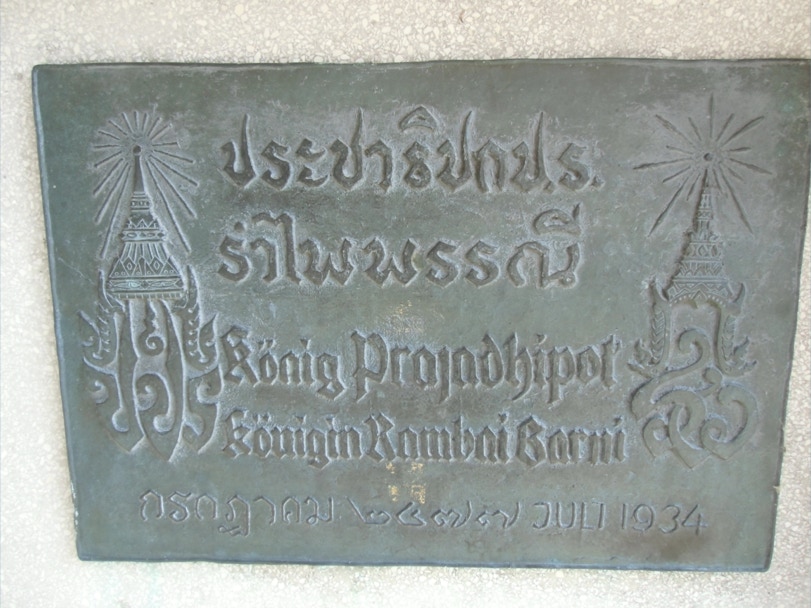 ประชาธิปกป.ร.
รำไพพรรณี
König Prajadhipok
Königin Rambai Barni
กรกฎาคม ๒๔๗๗ JULI 1934